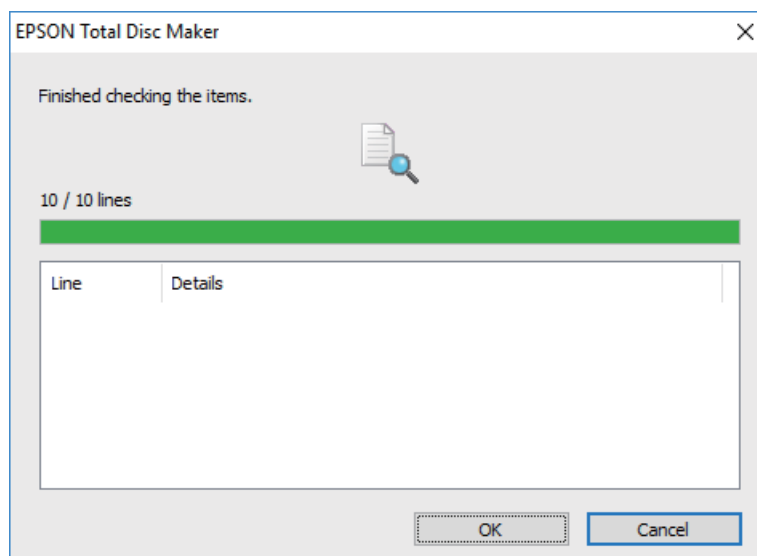 EPSON Total Disc Maker
Finished checking the items.
10 / 10 lines
Line Details
OK Cancel